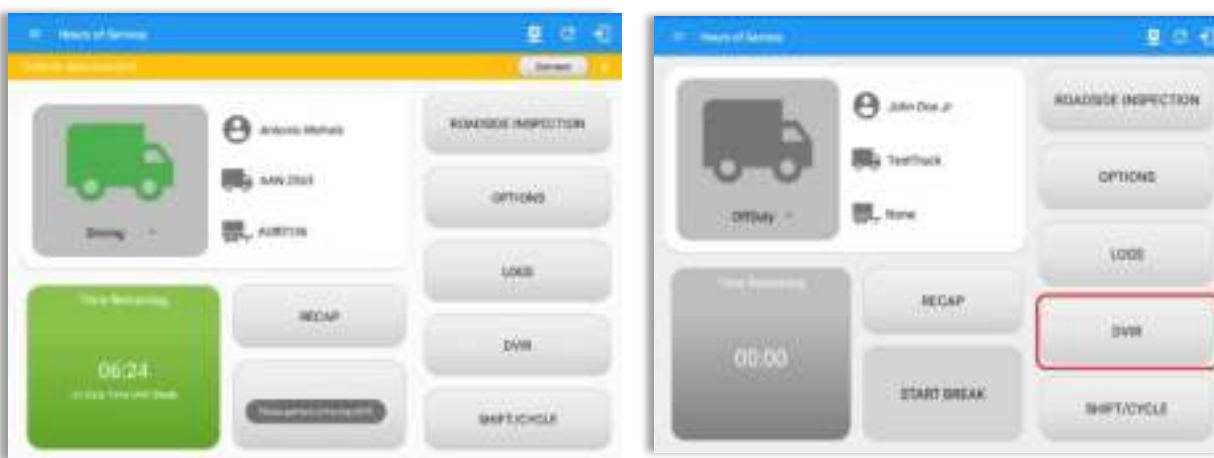 Hours of Service
Connect
Antonio Michals
ROADSIDE INSPECTION
OPTIONS
Driving
LOGS
Time Remaining
RECAP
06:24
DVIR
SHIFT/CYCLE
Hours of Service
John Doe Jr
ROADSIDE INSPECTION
TestTruck
OPTIONS
OffDuty
None
LOGS
Time Remaining
RECAP
DVIR
00:00
START BREAK
SHIFT/CYCLE